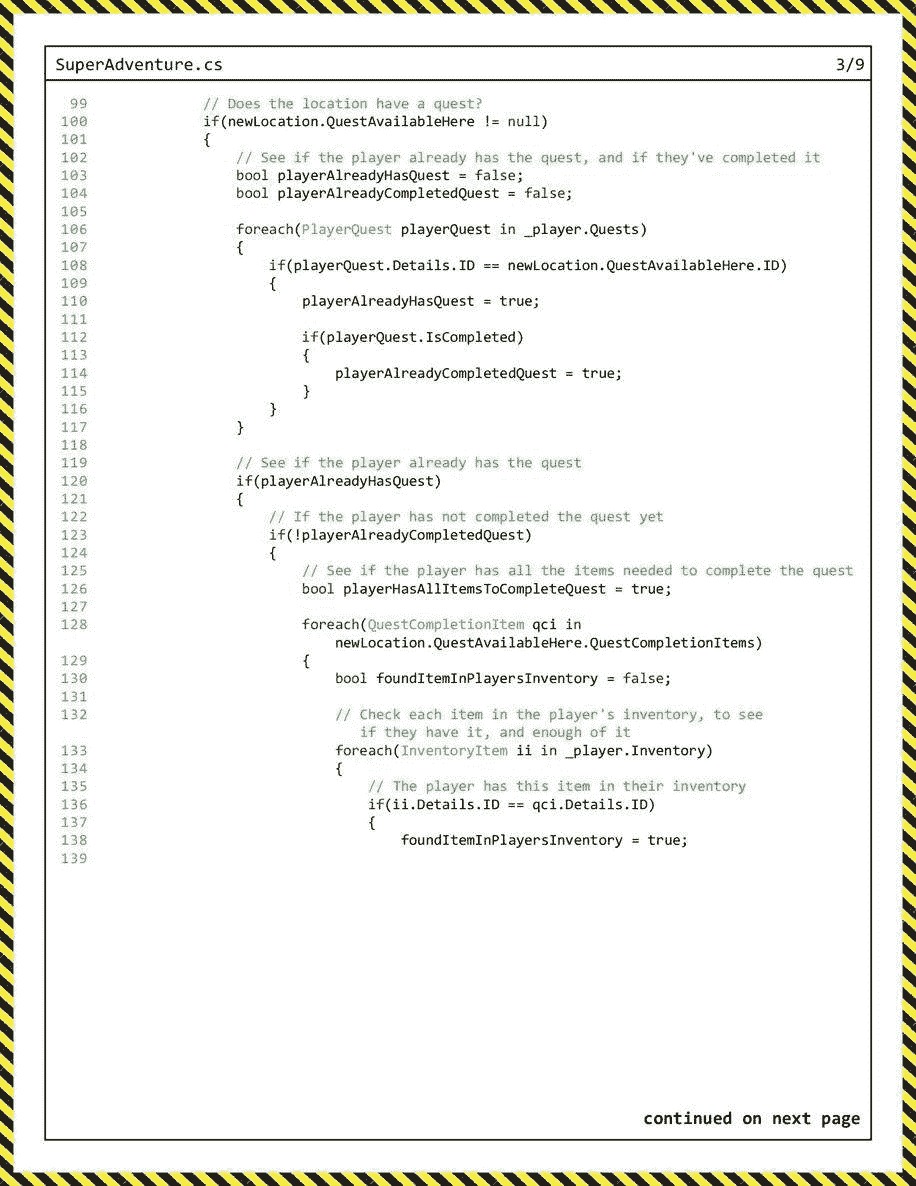 SuperAdventure.cs 3/9
99 // Does the location have a quest?
100 if(newLocation.QuestAvailableHere != null)
101 {
102 // See if the player already has the quest, and if they've completed it
103 bool playerAlreadyHasQuest = false;
104 bool playerAlreadyCompletedQuest = false;
105
106 foreach(PlayerQuest playerQuest in _player.Quests)
107 {
108 if(playerQuest.Details.ID == newLocation.QuestAvailableHere.ID)
109 {
110 playerAlreadyHasQuest = true;
111
112 if(playerQuest.IsCompleted)
113 {
114 playerAlreadyCompletedQuest = true;
115 }
116 }
117 }
118
119 // See if the player already has the quest
120 if(playerAlreadyHasQuest)
121 {
122 // If the player has not completed the quest yet
123 if(!playerAlreadyCompletedQuest)
124 {
125 // See if the player has all the items needed to complete the quest
126 bool playerHasAllItemsToCompleteQuest = true;
127
128 foreach(QuestCompletionItem qci in
newLocation.QuestAvailableHere.QuestCompletionItems)
129 {
130 bool foundItemInPlayersInventory = false;
131
132 // Check each item in the player's inventory, to see
if they have it, and enough of it
133 foreach(InventoryItem ii in _player.Inventory)
134 {
135 // The player has this item in their inventory
136 if(ii.Details.ID == qci.Details.ID)
137 {
138 foundItemInPlayersInventory = true;
139
continued on next page